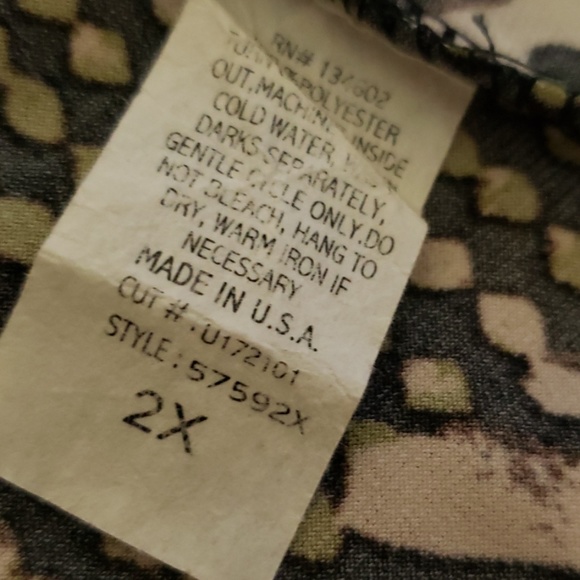 RN# 137602
POLYESTER
OUT, MACHINE INSIDE
COLD WATER,
DARKS SEPARATELY,
GENTLE CYCLE ONLY.DO
NOT BLEACH, HANG TO
DRY, WARM IRON IF
NECESSARY
MADE IN U.S.A.
CUT # : U172101
STYLE : 57592X
2X